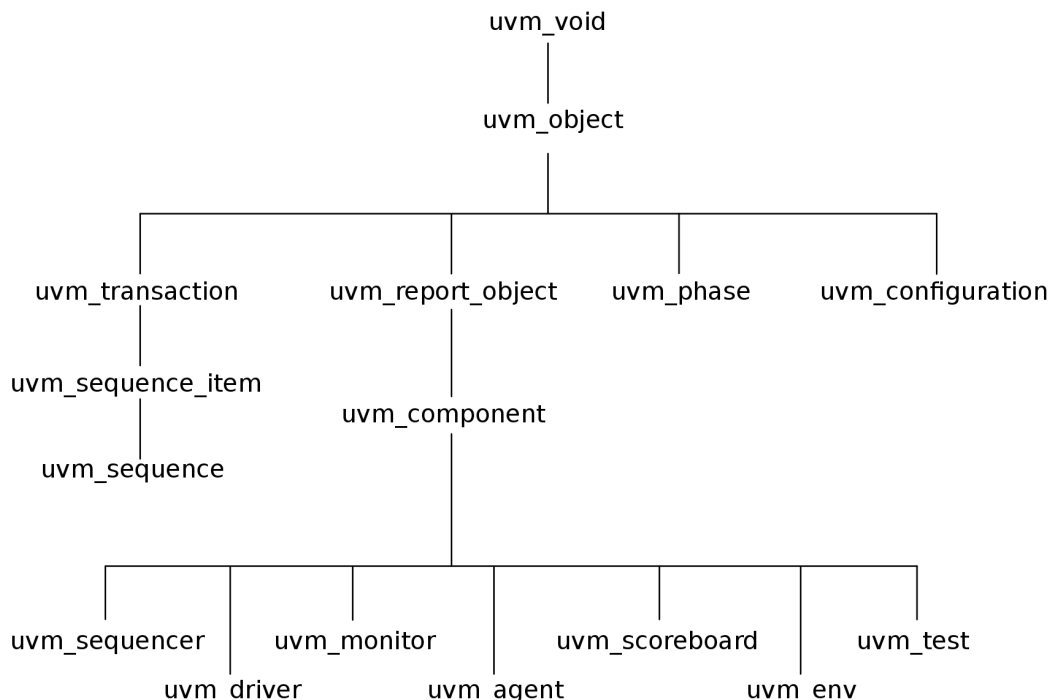 uvm_void
uvm_object
uvm_transaction uvm_report_object uvm_phase uvm_configuration
uvm_sequence_item
uvm_component
uvm_sequence
uvm_sequencer uvm_monitor uvm_scoreboard uvm_test
uvm_driver uvm_agent uvm_env